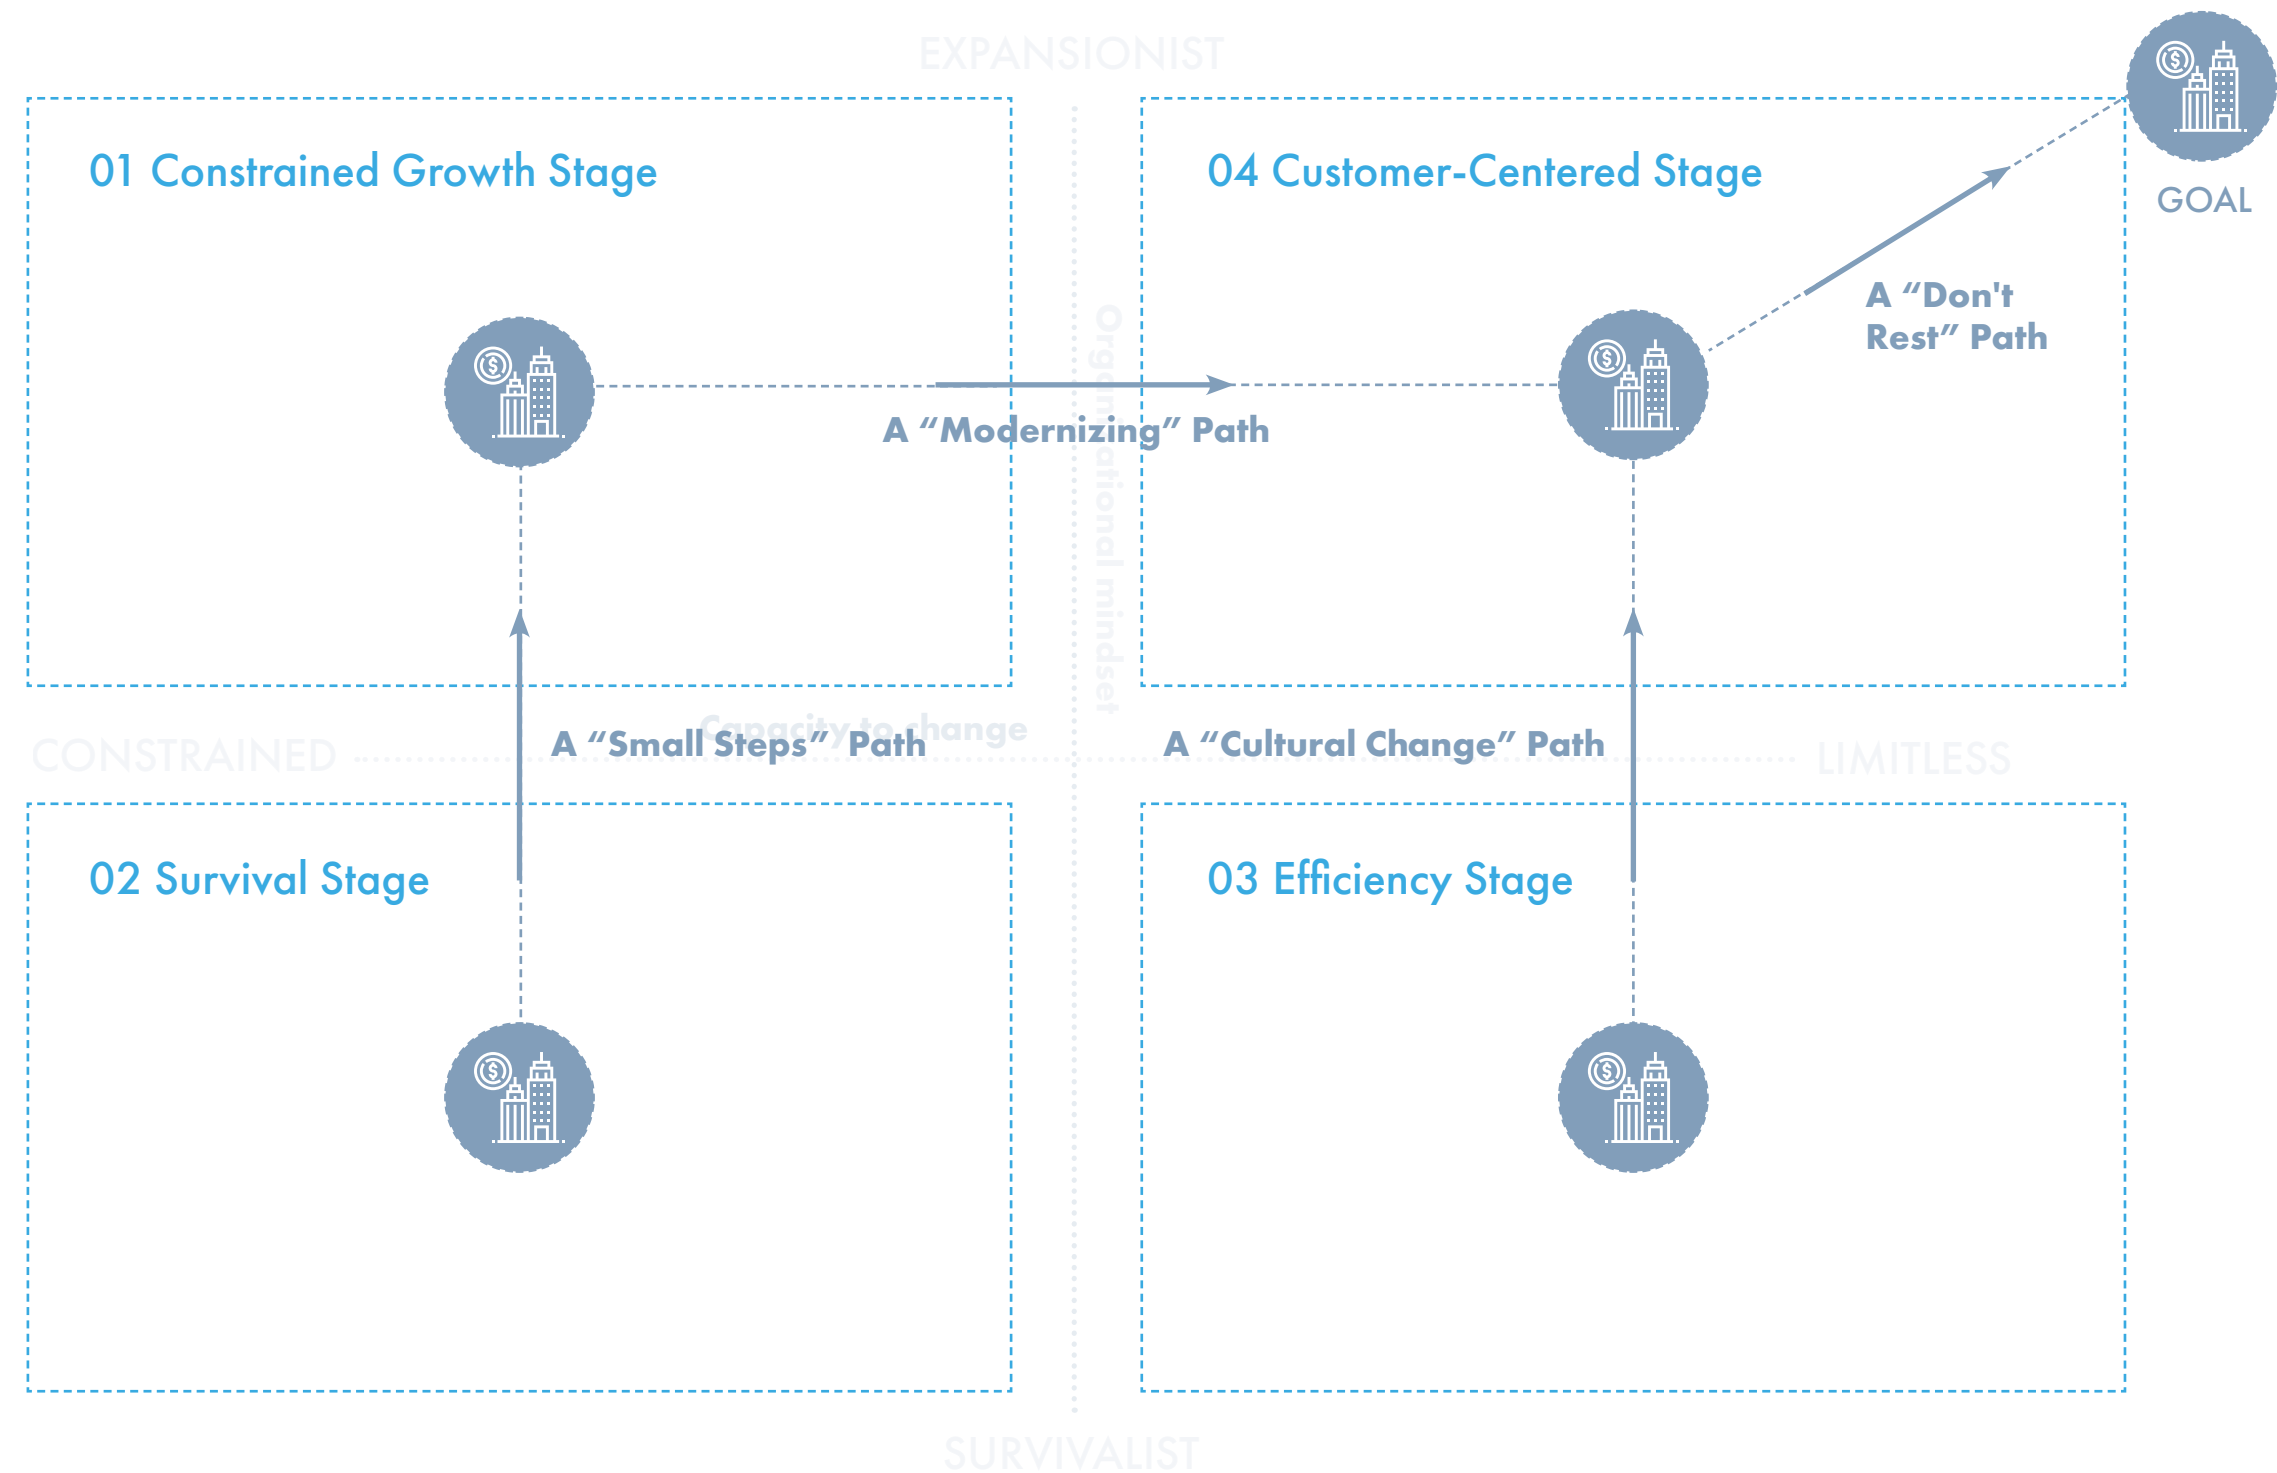 EXPANSIONIST
01 Constrained Growth Stage
04 Customer-Centered Stage
GOAL
A “Don't
Rest” Path
Organizational mindset
A “Modernizing” Path
Capacity to change
A “Small Steps” Path
A “Cultural Change” Path
CONSTRAINED
LIMITLESS
02 Survival Stage
03 Efficiency Stage
SURVIVALIST